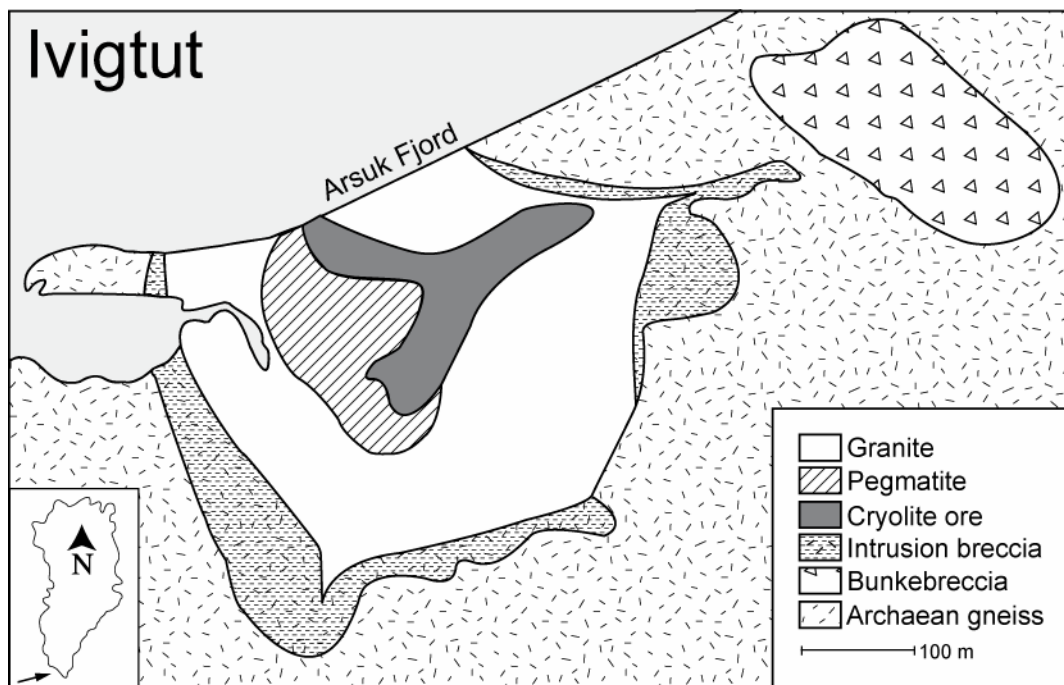 Ivigtut
Arsuk Fjord
N
Granite
Pegmatite
Cryolite ore
Intrusion breccia
Bunkebreccia
Archaean gneiss
100 m